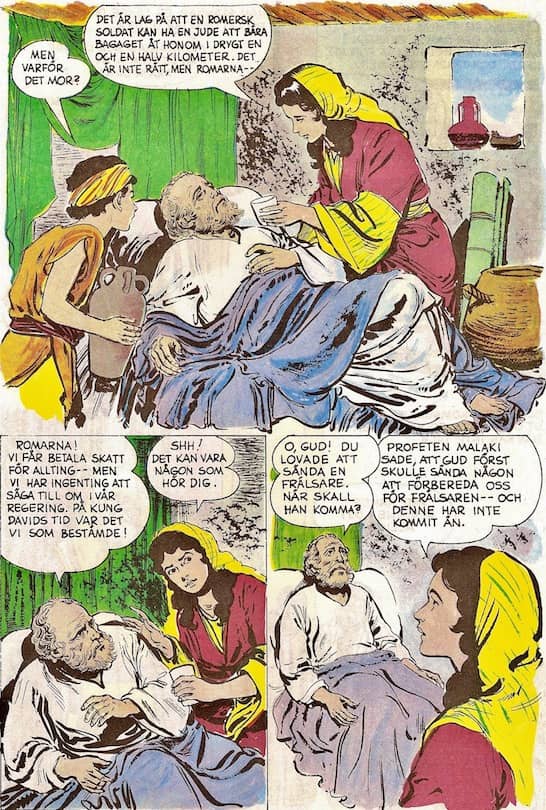 MEN
VARFÖR
DET MOR?
DET ÄR LAG PÅ ATT EN ROMERSK
SOLDAT KAN HA EN JUDE ATT BÄRA
BAGAGET ÅT HONOM I DRYGT EN
OCH EN HALV KILOMETER. DET
ÄR INTE RÄTT, MEN ROMARNA--
ROMARNA!
VI FÅR BETALA SKATT
FÖR ALLTING-- MEN
VI HAR INGENTING ATT
SÄGA TILL OM I VÅR
REGERING. PÅ KUNG
DAVIDS TID VAR DET
VI SOM BESTÄMDE!
SHH!
DET KAN VARA
NÅGON SOM
HÖR DIG.
O, GUD! DU
LOVADE ATT
SÄNDA EN
FRÄLSARE.
NÄR SKALL
HAN KOMMA?
PROFETEN MALAKI
SADE, ATT GUD FÖRST
SKULLE SÄNDA NÅGON
ATT FÖRBEREDA OSS
FÖR FRÄLSAREN-- OCH
DENNE HAR INTE
KOMMIT ÄN.